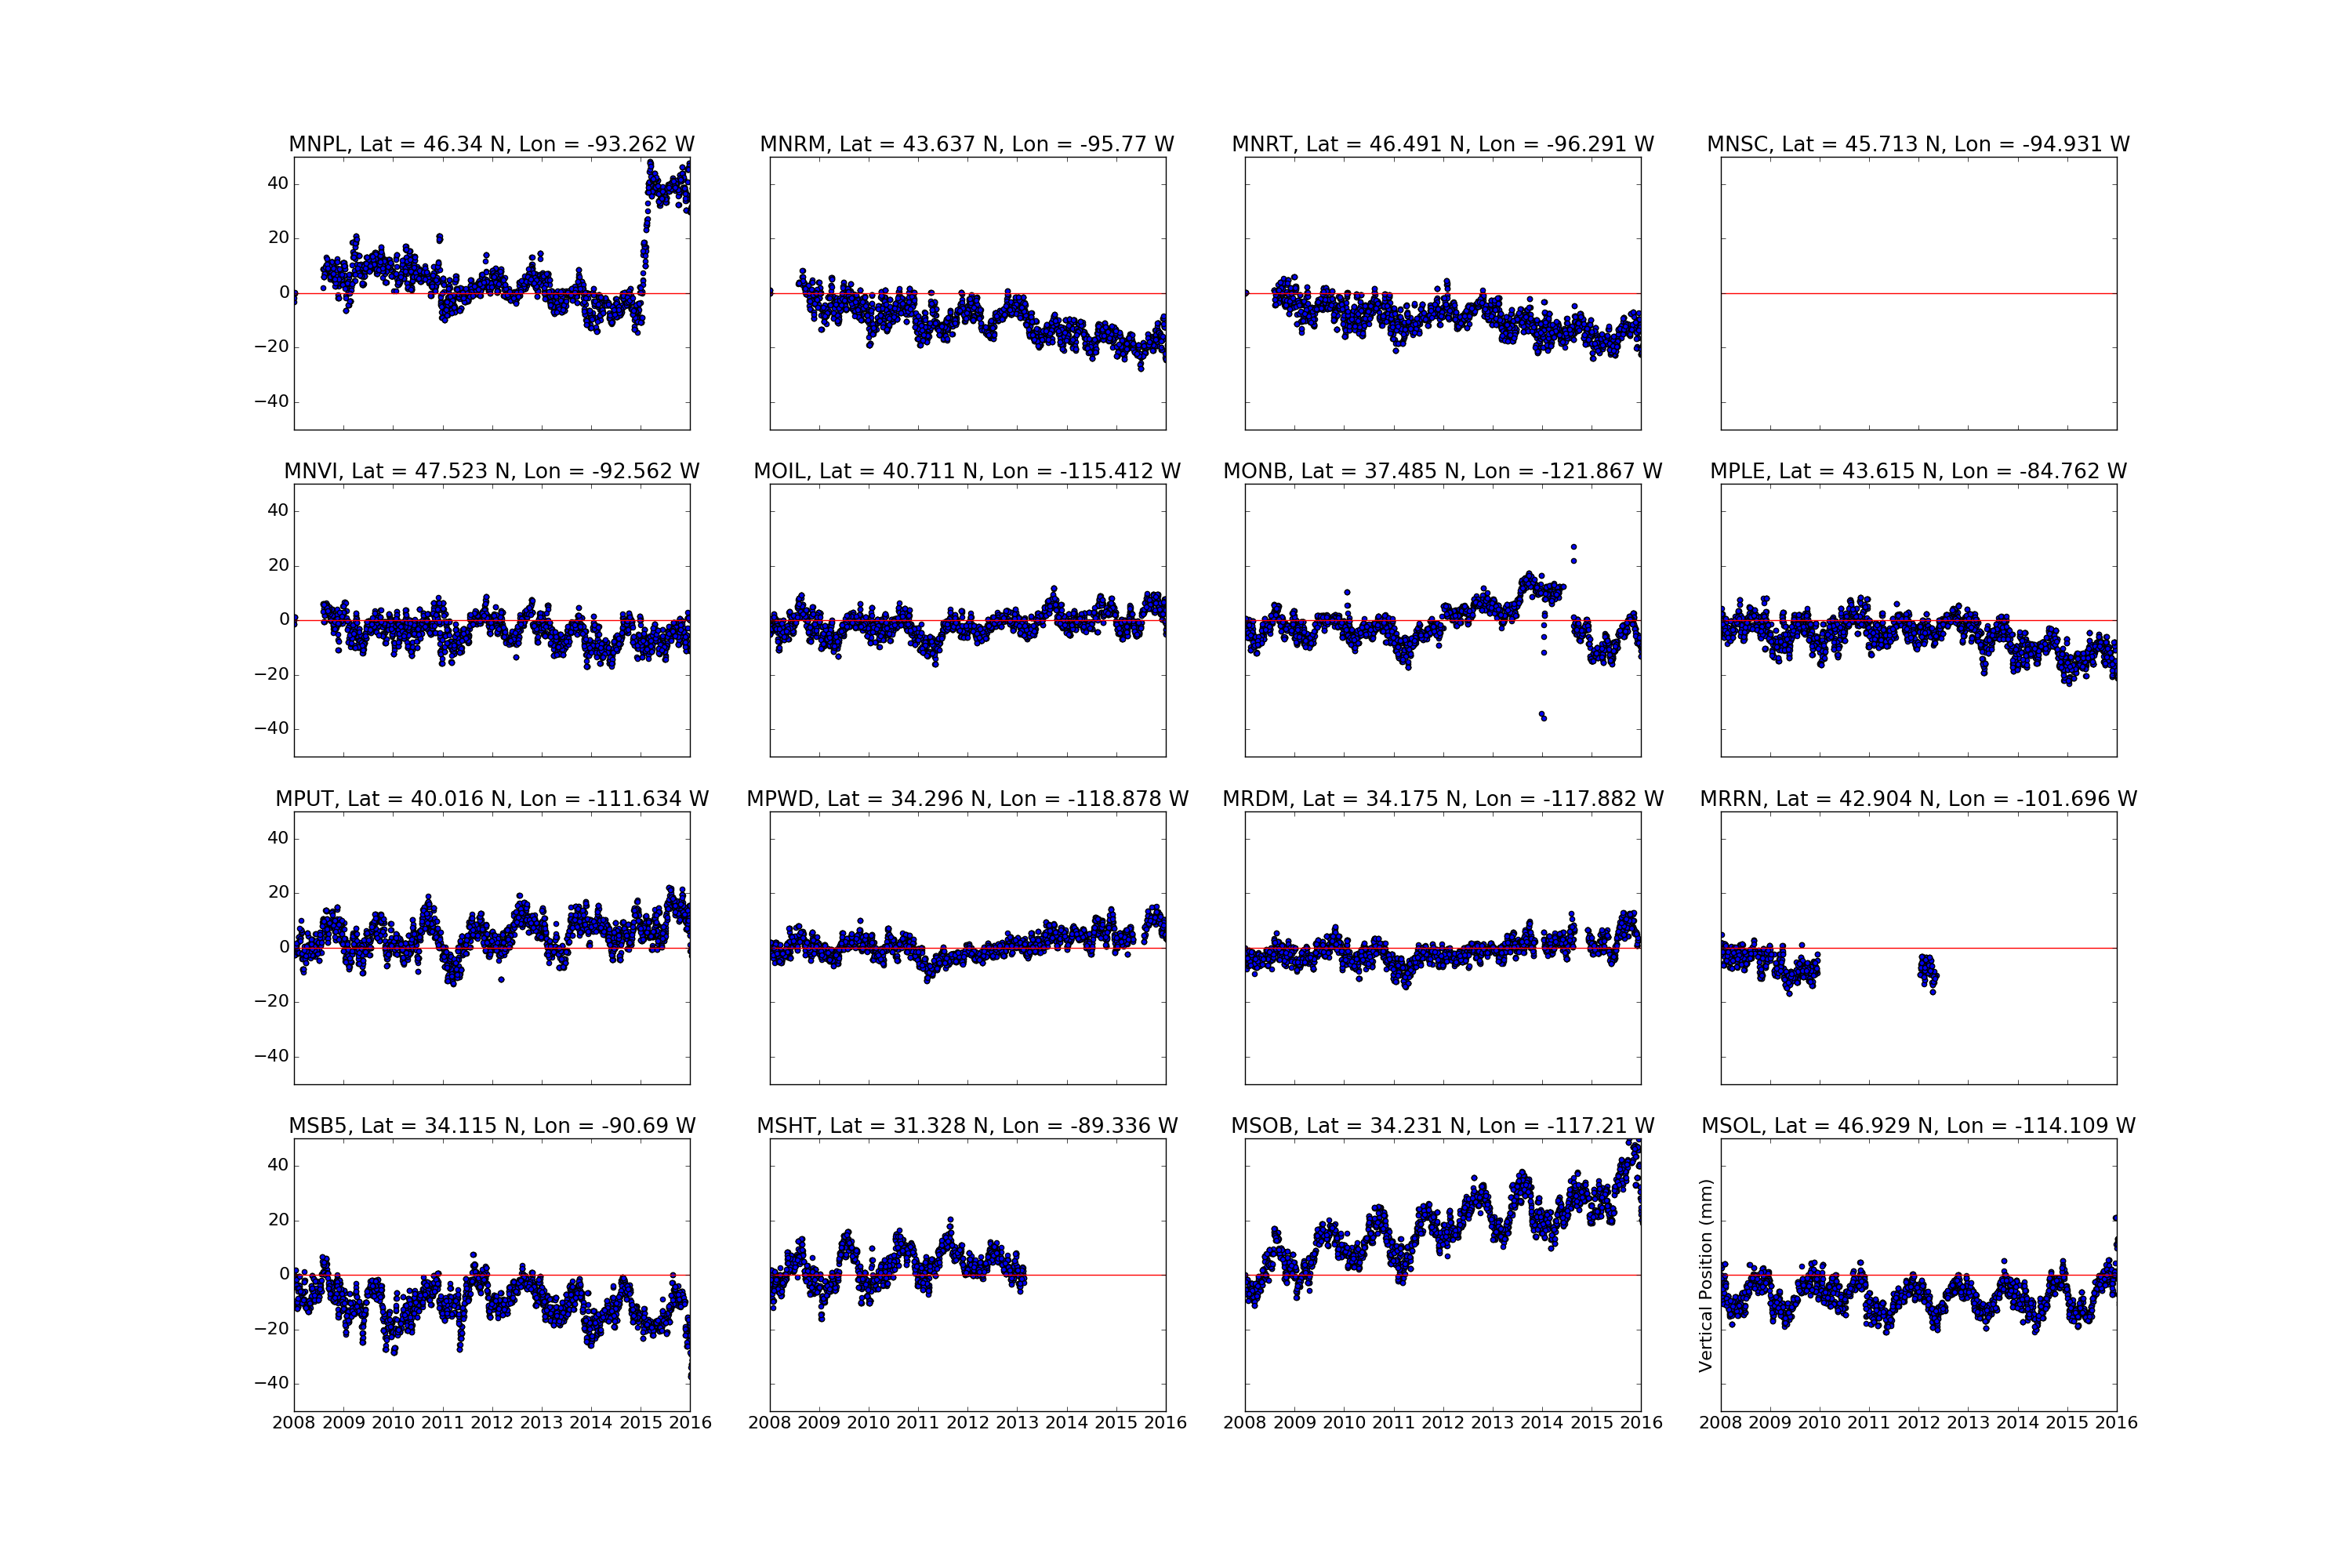 MNPL, Lat = 46.34 N, Lon = -93.262 W
MNRM, Lat = 43.637 N, Lon = -95.77 W
MNRT, Lat = 46.491 N, Lon = -96.291 W
MNSC, Lat = 45.713 N, Lon = -94.931 W
40
20
0
−20
−40
MNVI, Lat = 47.523 N, Lon = -92.562 W
MOIL, Lat = 40.711 N, Lon = -115.412 W
MONB, Lat = 37.485 N, Lon = -121.867 W
MPLE, Lat = 43.615 N, Lon = -84.762 W
40
20
0
−20
−40
MPUT, Lat = 40.016 N, Lon = -111.634 W
MPWD, Lat = 34.296 N, Lon = -118.878 W
MRDM, Lat = 34.175 N, Lon = -117.882 W
MRRN, Lat = 42.904 N, Lon = -101.696 W
40
20
0
−20
−40
MSB5, Lat = 34.115 N, Lon = -90.69 W
MSHT, Lat = 31.328 N, Lon = -89.336 W
MSOB, Lat = 34.231 N, Lon = -117.21 W
MSOL, Lat = 46.929 N, Lon = -114.109 W
40
20
0
−20
−40
Vertical Position (mm)
2008 2009 2010 2011 2012 2013 2014 2015 2016
2008 2009 2010 2011 2012 2013 2014 2015 2016
2008 2009 2010 2011 2012 2013 2014 2015 2016
2008 2009 2010 2011 2012 2013 2014 2015 2016